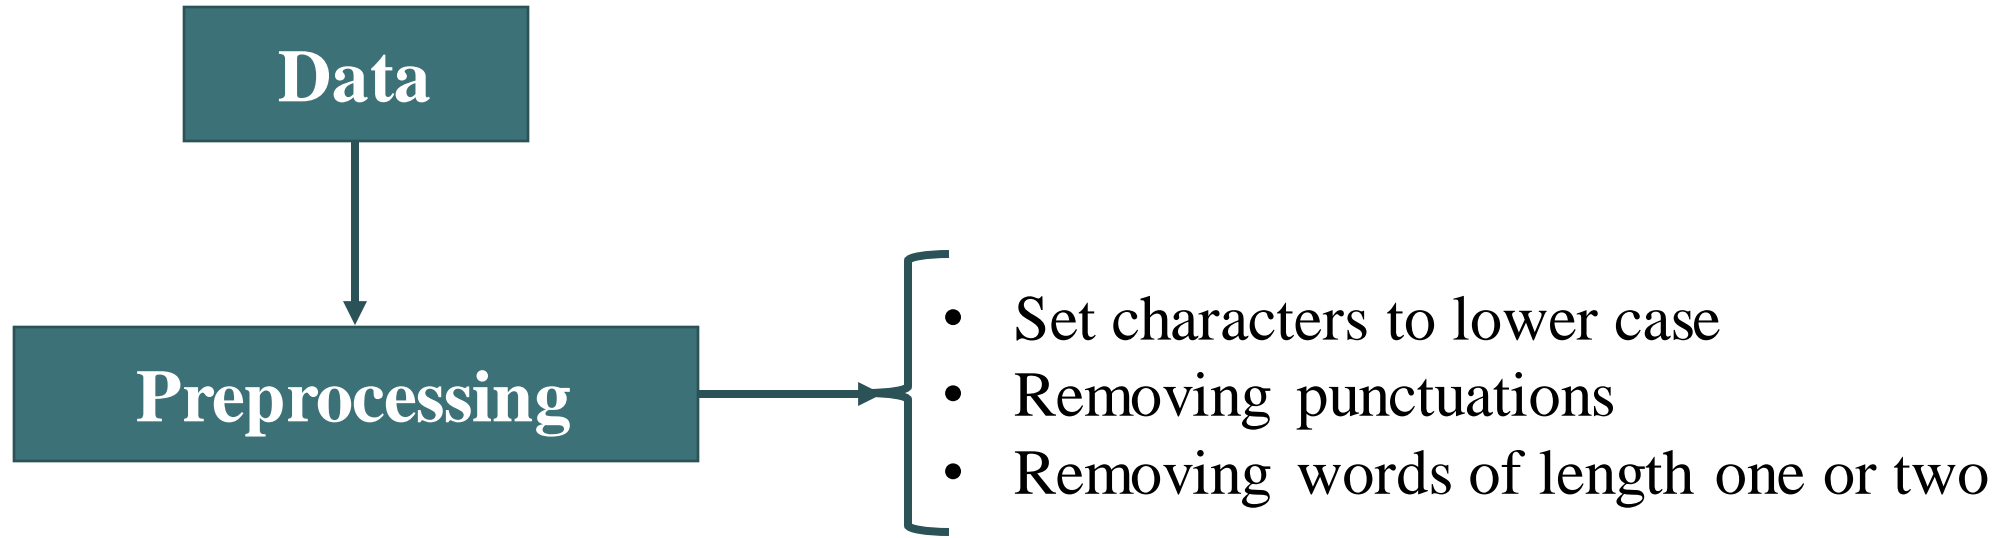 Data
Preprocessing
• Set characters to lower case
• Removing punctuations
• Removing words of length one or two